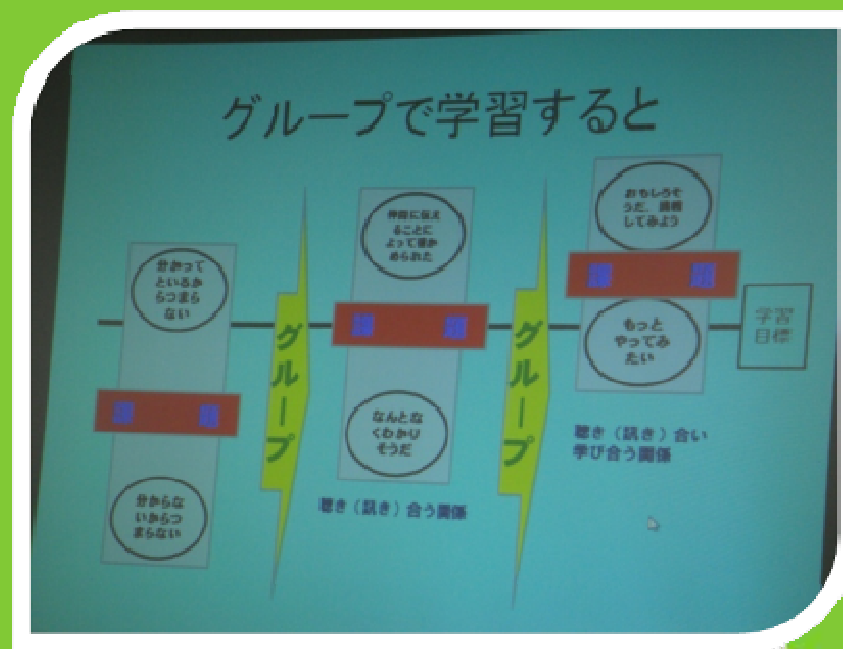 グループで学習すると
分かって
いるか
らつまら
ない
課 題
分からな
いからつ
まらない
グループ
仲間に伝え
ることに
よって確か
められた
課 題
なんとな
くわかり
そうだ
聴き（訊き）合う関係
グループ
おもしろそ
うだ、挑戦
してみよう
課 題
もっと
やってみ
たい
聴き（訊き）合い
学び合う関係
学習
目標